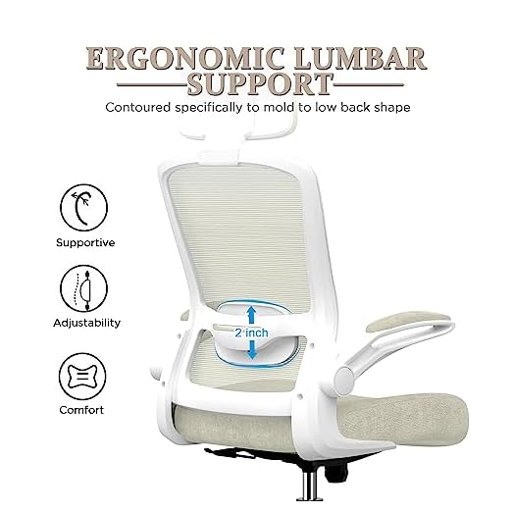 ERGONOMIC LUMBAR
SUPPORT
Contoured specifically to mold to low back shape
Supportive
2 inch
Adjustability
Comfort